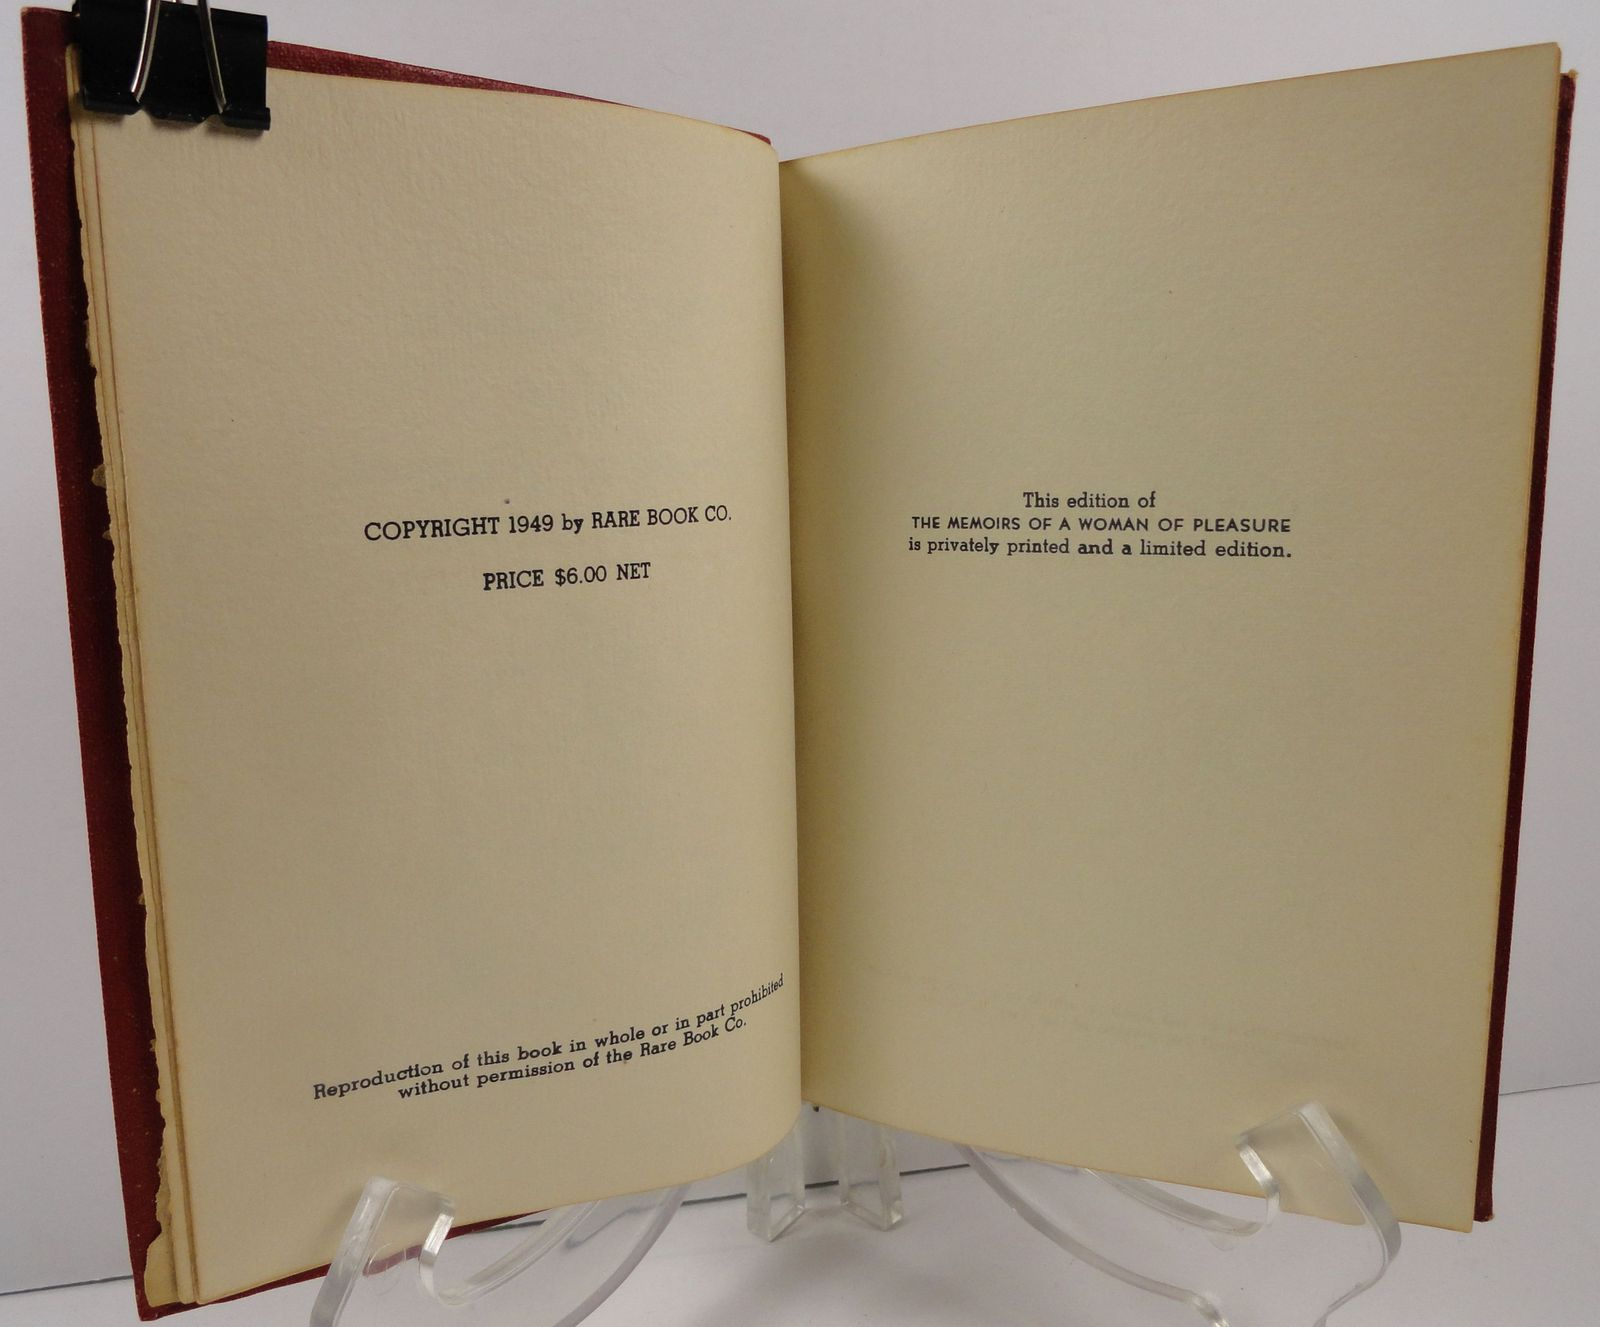 COPYRIGHT 1949 by RARE BOOK CO.
PRICE $6.00 NET
Reproduction of this book in whole or in part prohibited
without permission of the Rare Book Co.
This edition of
THE MEMOIRS OF A WOMAN OF PLEASURE
is privately printed and a limited edition.